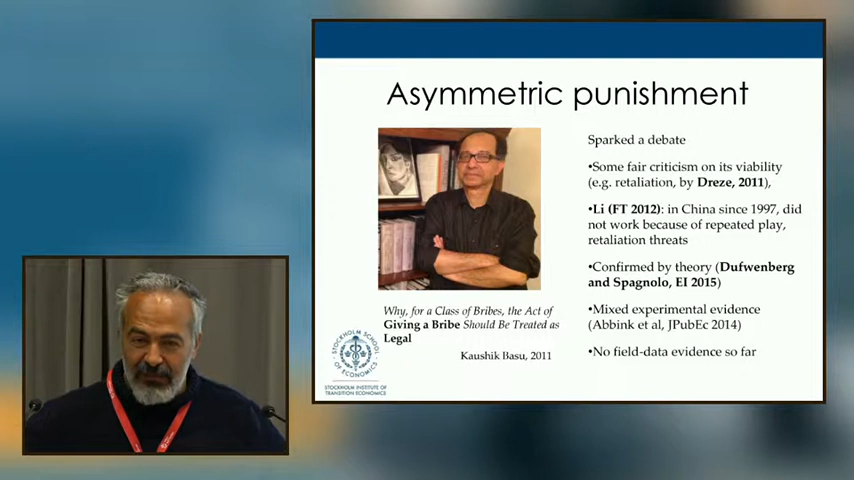 Asymmetric punishment
Sparked a debate
•Some fair criticism on its viability
(e.g. retaliation, by Dreze, 2011),
•Li (FT 2012): in China since 1997, did
not work because of repeated play,
retaliation threats
•Confirmed by theory (Dufwenberg
and Spagnolo, EI 2015)
•Mixed experimental evidence
(Abbink et al, JPubEc 2014)
•No field-data evidence so far
Why, for a Class of Bribes, the Act of
Giving a Bribe Should Be Treated as
Legal
Kaushik Basu, 2011
STOCKHOLM SCHOOL
OF ECONOMICS
STOCKHOLM INSTITUTE OF
TRANSITION ECONOMICS